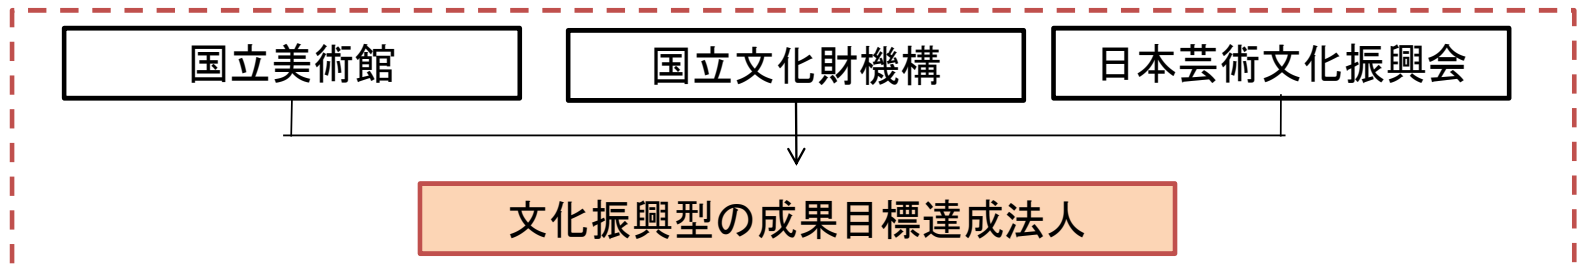 国立美術館
国立文化財機構
日本芸術文化振興会
文化振興型の成果目標達成法人